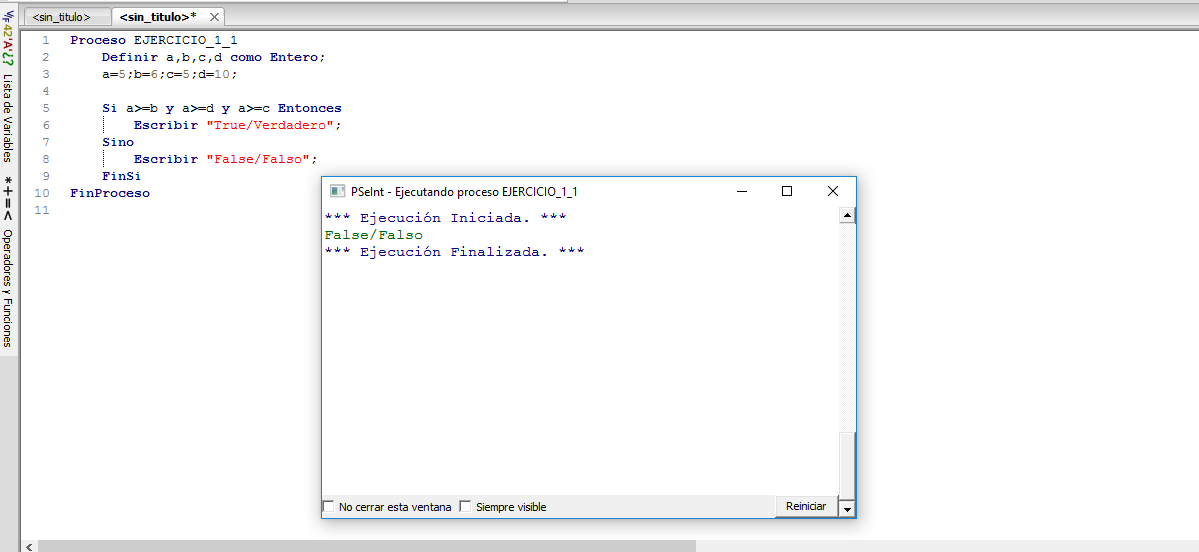 <sin_titulo>
<sin_titulo>*
42'A'¿?
Lista de Variables
*+=<
Operadores y Funciones
1 Proceso EJERCICIO_1_1
2 Definir a,b,c,d como Entero;
3 a=5;b=6;c=5;d=10;
4
5 Si a>=b y a>=d y a>=c Entonces
6 Escribir "True/Verdadero";
7 Sino
8 Escribir "False/Falso";
9 FinSi
10 FinProceso
11
PSeInt - Ejecutando proceso EJERCICIO_1_1
*** Ejecución Iniciada. ***
False/Falso
*** Ejecución Finalizada. ***
No cerrar esta ventana
Siempre visible
Reiniciar